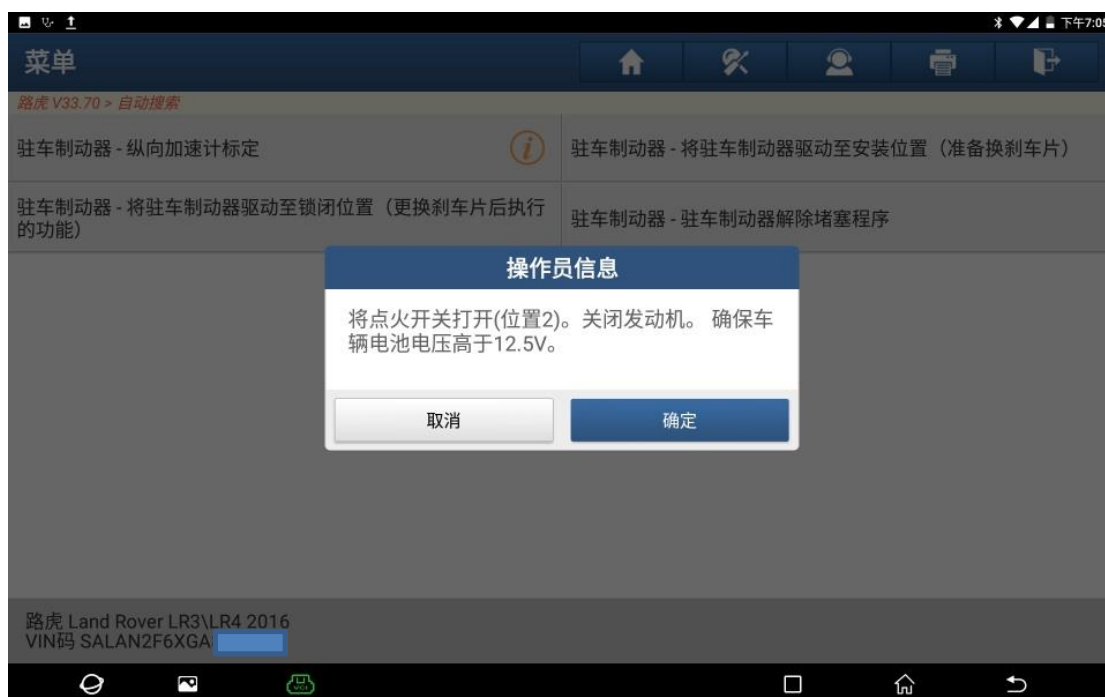 下午7:05
菜单
路虎 V33.70 > 自动搜索
驻车制动器 - 纵向加速计标定
驻车制动器 - 将驻车制动器驱动至安装位置（准备换刹车片）
驻车制动器 - 将驻车制动器驱动至锁闭位置（更换刹车片后执行
的功能）
驻车制动器 - 驻车制动器解除堵塞程序
操作员信息
将点火开关打开(位置2)。关闭发动机。 确保车
辆电池电压高于12.5V。
取消
确定
路虎 Land Rover LR3\LR4 2016
VIN码 SALAN2F6XGA
VCI